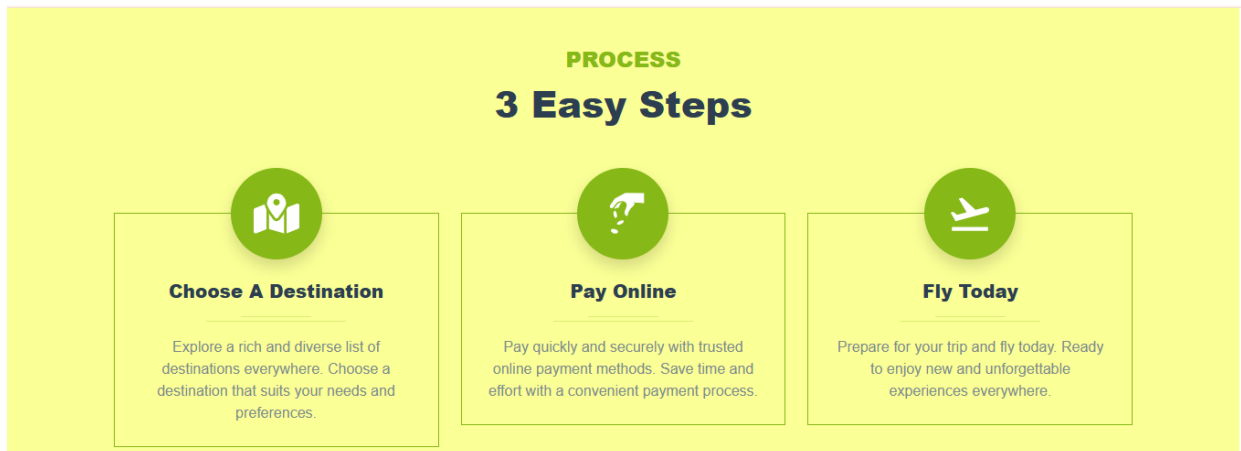 PROCESS
3 Easy Steps
Choose A Destination
Explore a rich and diverse list of
destinations everywhere. Choose a
destination that suits your needs and
preferences.
Pay Online
Pay quickly and securely with trusted
online payment methods. Save time and
effort with a convenient payment process.
Fly Today
Prepare for your trip and fly today. Ready
to enjoy new and unforgettable
experiences everywhere.